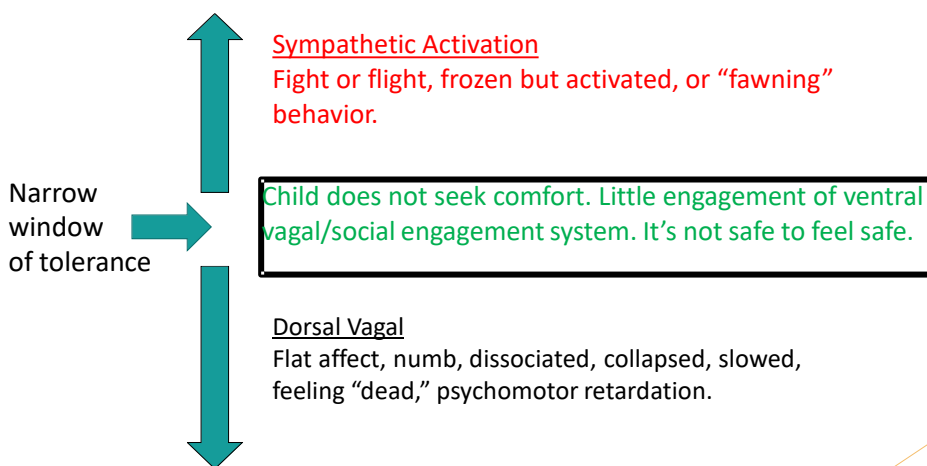 Sympathetic Activation
Fight or flight, frozen but activated, or “fawning”
behavior.
Narrow
window
of tolerance
Child does not seek comfort. Little engagement of ventral
vagal/social engagement system. It’s not safe to feel safe.
Dorsal Vagal
Flat affect, numb, dissociated, collapsed, slowed,
feeling “dead,” psychomotor retardation.